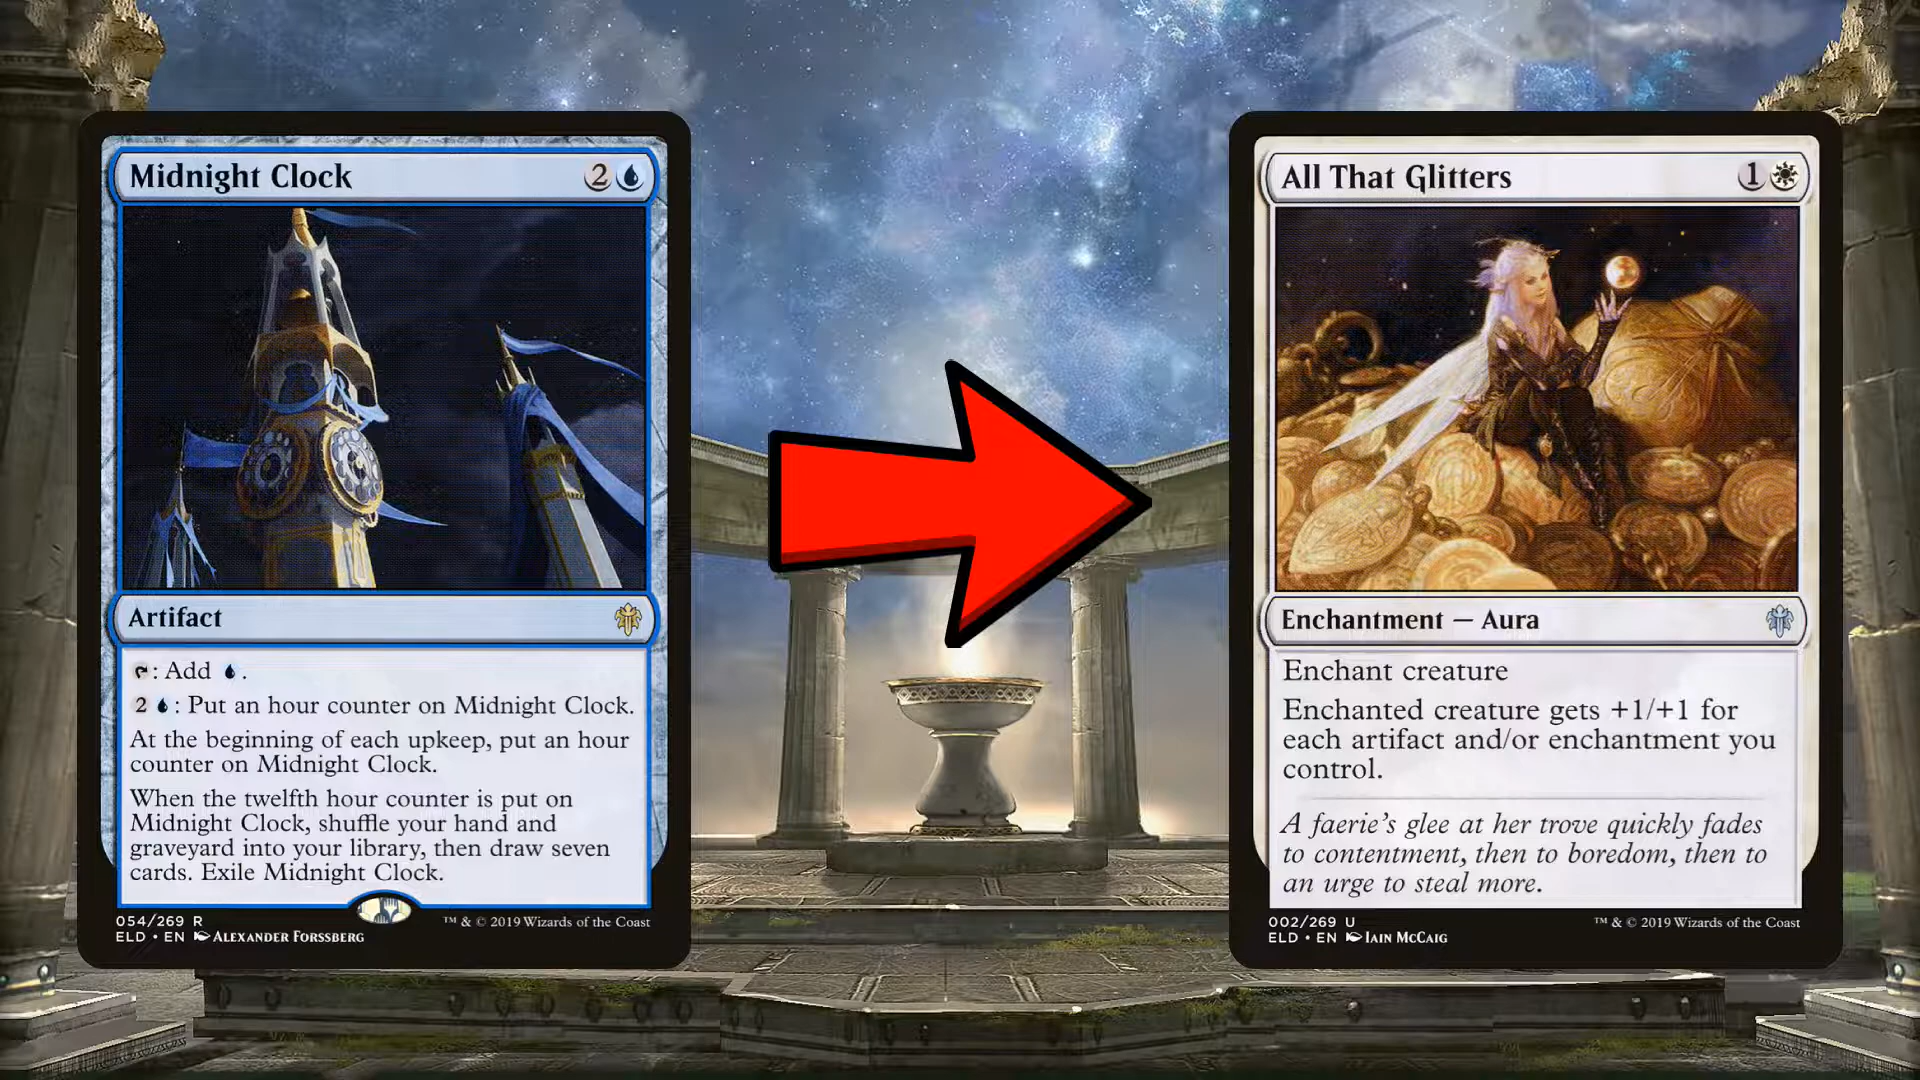 Midnight Clock 2
Artifact
: Add .
2 : Put an hour counter on Midnight Clock.
At the beginning of each upkeep, put an hour
counter on Midnight Clock.
When the twelfth hour counter is put on
Midnight Clock, shuffle your hand and
graveyard into your library, then draw seven
cards. Exile Midnight Clock.
054/269 R
ELD • EN ALEXANDER FORSSBERG
™ & © 2019 Wizards of the Coast
All That Glitters 1
Enchantment — Aura
Enchant creature
Enchanted creature gets +1/+1 for
each artifact and/or enchantment you
control.
A faerie's glee at her trove quickly fades
to contentment, then to boredom, then to
an urge to steal more.
002/269 U
ELD • EN IAIN MCCAIG
™ & © 2019 Wizards of the Coast